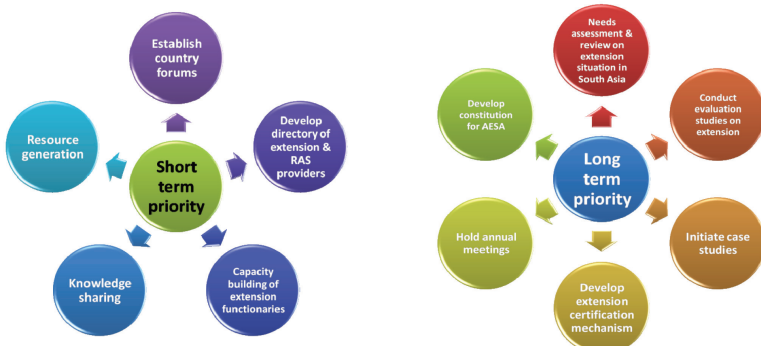 Short
term
priority
Establish
country
forums
Develop
directory of
extension &
RAS
providers
Capacity
building of
extension
functionaries
Knowledge
sharing
Resource
generation
Long
term
priority
Needs
assessment &
review on
extension
situation in
South Asia
Conduct
evaluation
studies on
extension
Initiate case
studies
Develop
extension
certification
mechanism
Hold annual
meetings
Develop
constitution
for AESA